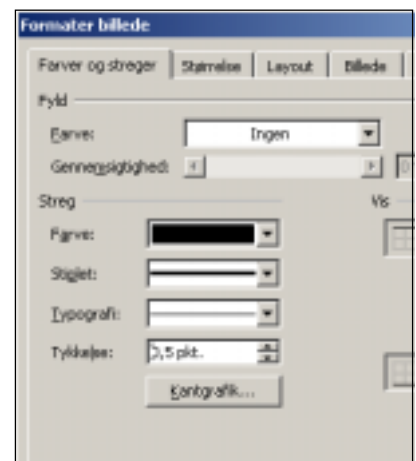 Formater billede
Farver og streger Størrelse Layout Billede
Fyld
Farve: Ingen
Gennemsigtighed: 0
Streg Vis
Farve:
Stiplet:
Typografi:
Tykkelse: 0,5 pkt.
Kantgrafik...